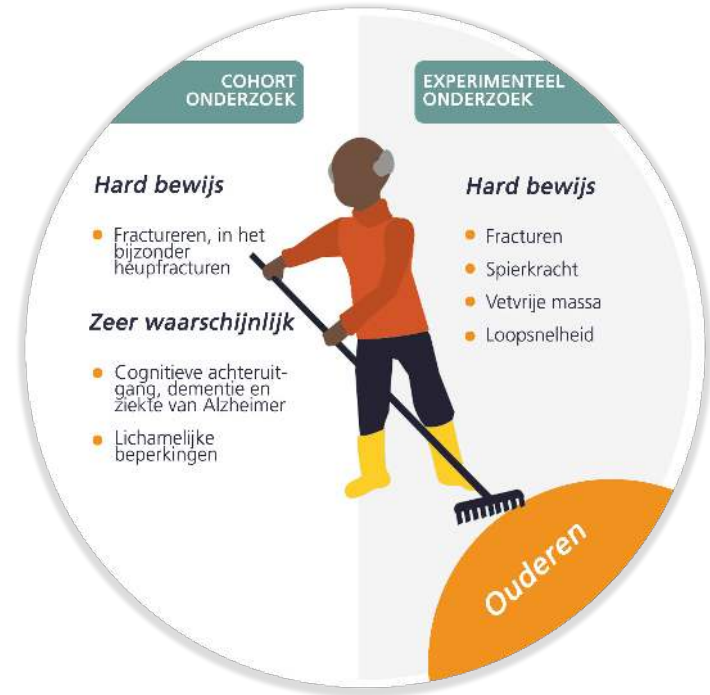 COHORT
ONDERZOEK
Hard bewijs
Fractureren, in het
bijzonder
heupfracturen
Zeer waarschijnlijk
Cognitieve achteruit-
gang, dementie en
ziekte van Alzheimer
Lichamelijke
beperkingen
EXPERIMENTEEL
ONDERZOEK
Hard bewijs
Fracturen
Spierkracht
Vetvrije massa
Loopsnelheid
Ouderen